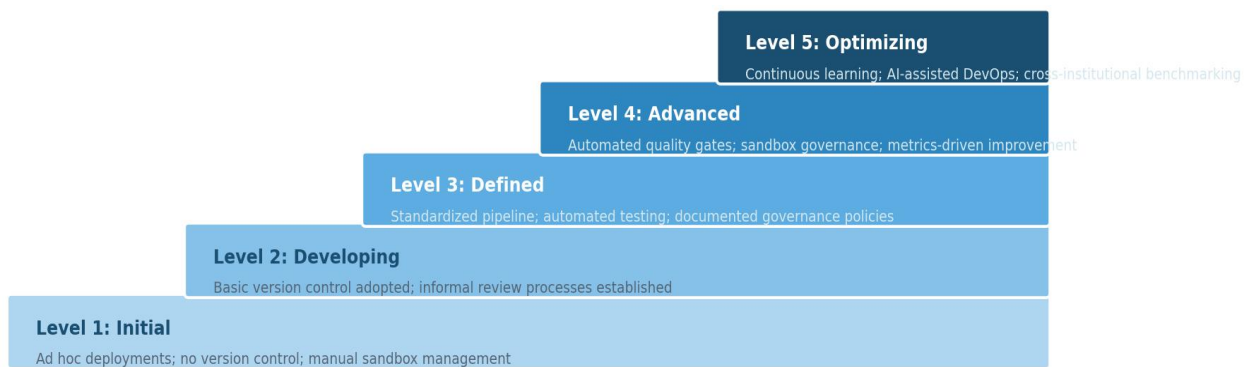 Level 5: Optimizing
Continuous learning; AI-assisted DevOps; cross-institutional benchmarking
Level 4: Advanced
Automated quality gates; sandbox governance; metrics-driven improvement
Level 3: Defined
Standardized pipeline; automated testing; documented governance policies
Level 2: Developing
Basic version control adopted; informal review processes established
Level 1: Initial
Ad hoc deployments; no version control; manual sandbox management